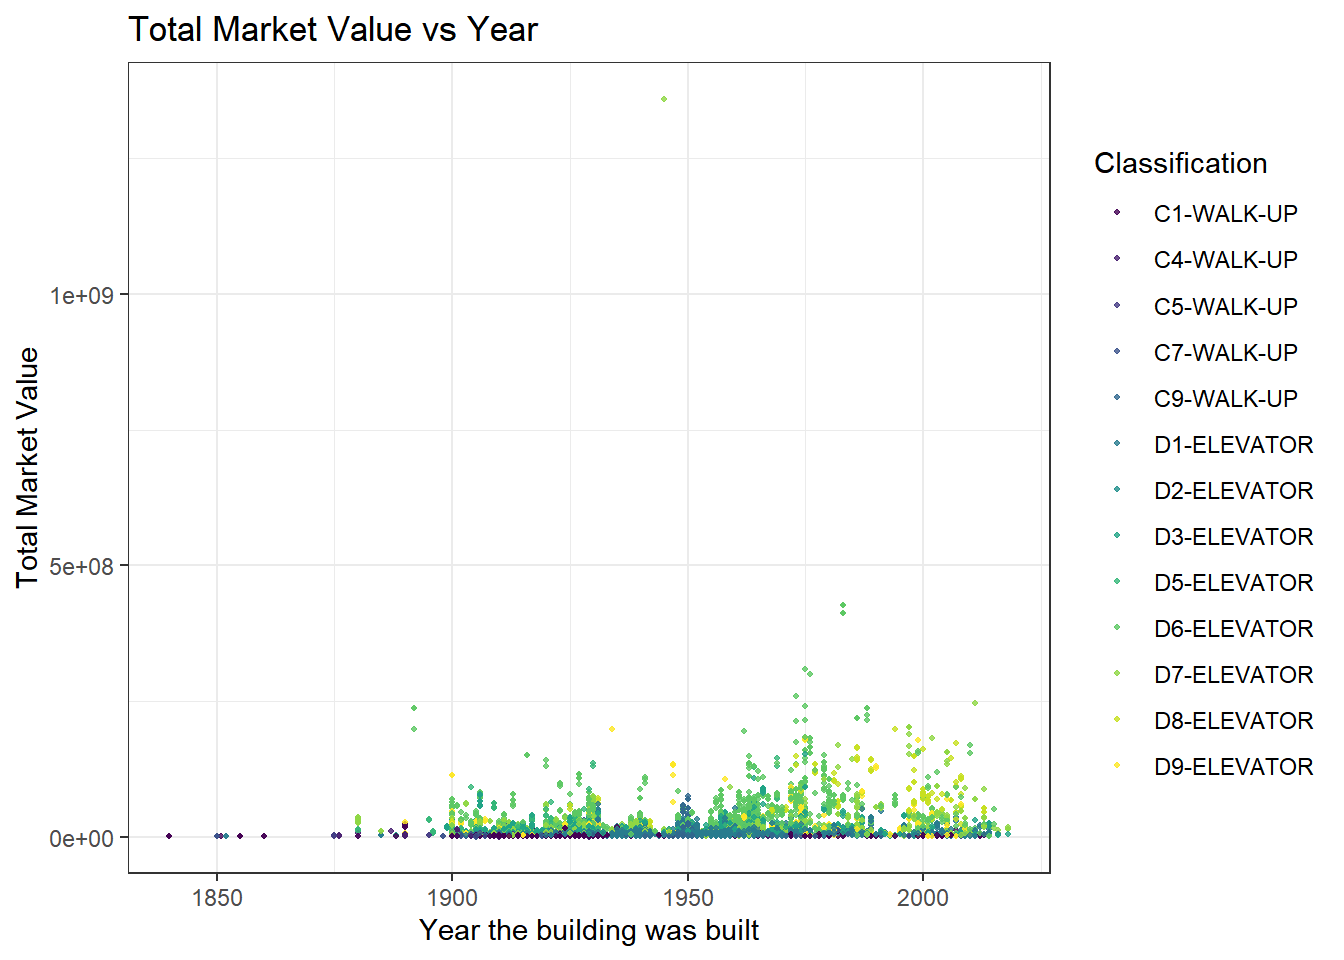 Total Market Value vs Year
Total Market Value
1e+09
5e+08
0e+00
1850
1900
1950
2000
Year the building was built
Classification
C1-WALK-UP
C4-WALK-UP
C5-WALK-UP
C7-WALK-UP
C9-WALK-UP
D1-ELEVATOR
D2-ELEVATOR
D3-ELEVATOR
D5-ELEVATOR
D6-ELEVATOR
D7-ELEVATOR
D8-ELEVATOR
D9-ELEVATOR